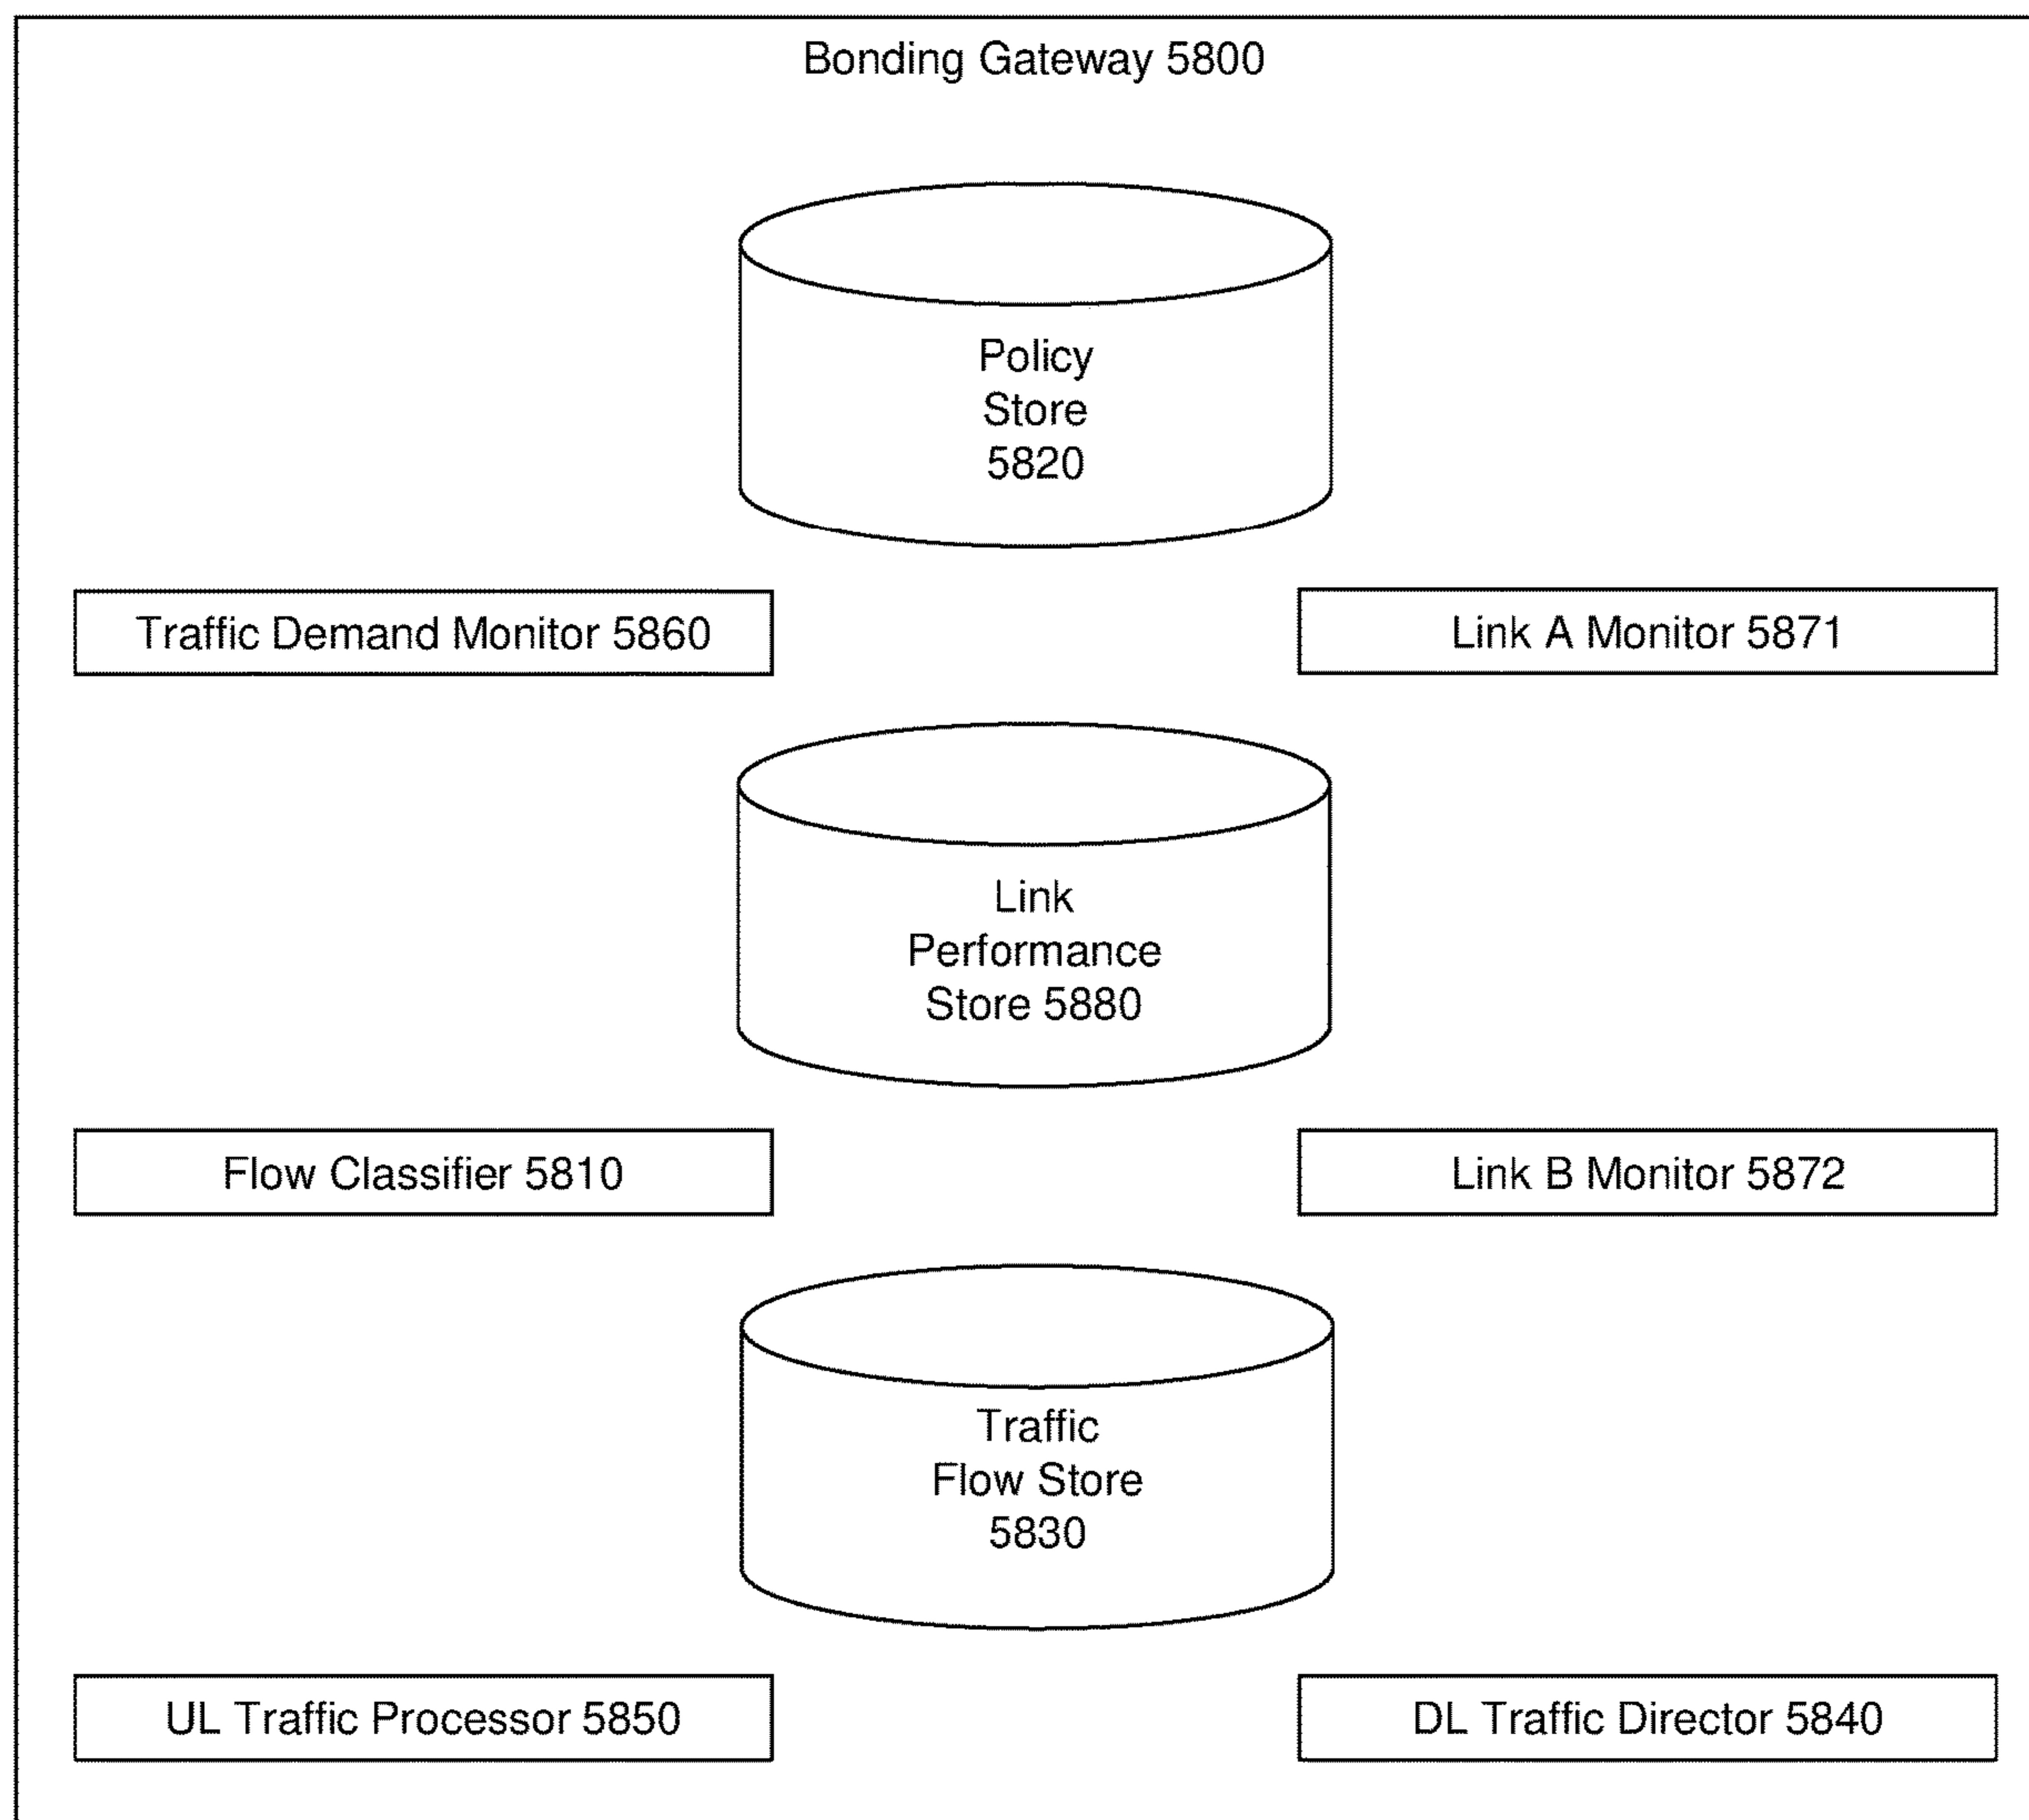 Bonding Gateway 5800
Policy
Store
5820
Traffic Demand Monitor 5860
Link A Monitor 5871
Link
Performance
Store 5880
Flow Classifier 5810
Link B Monitor 5872
Traffic
Flow Store
5830
UL Traffic Processor 5850
DL Traffic Director 5840